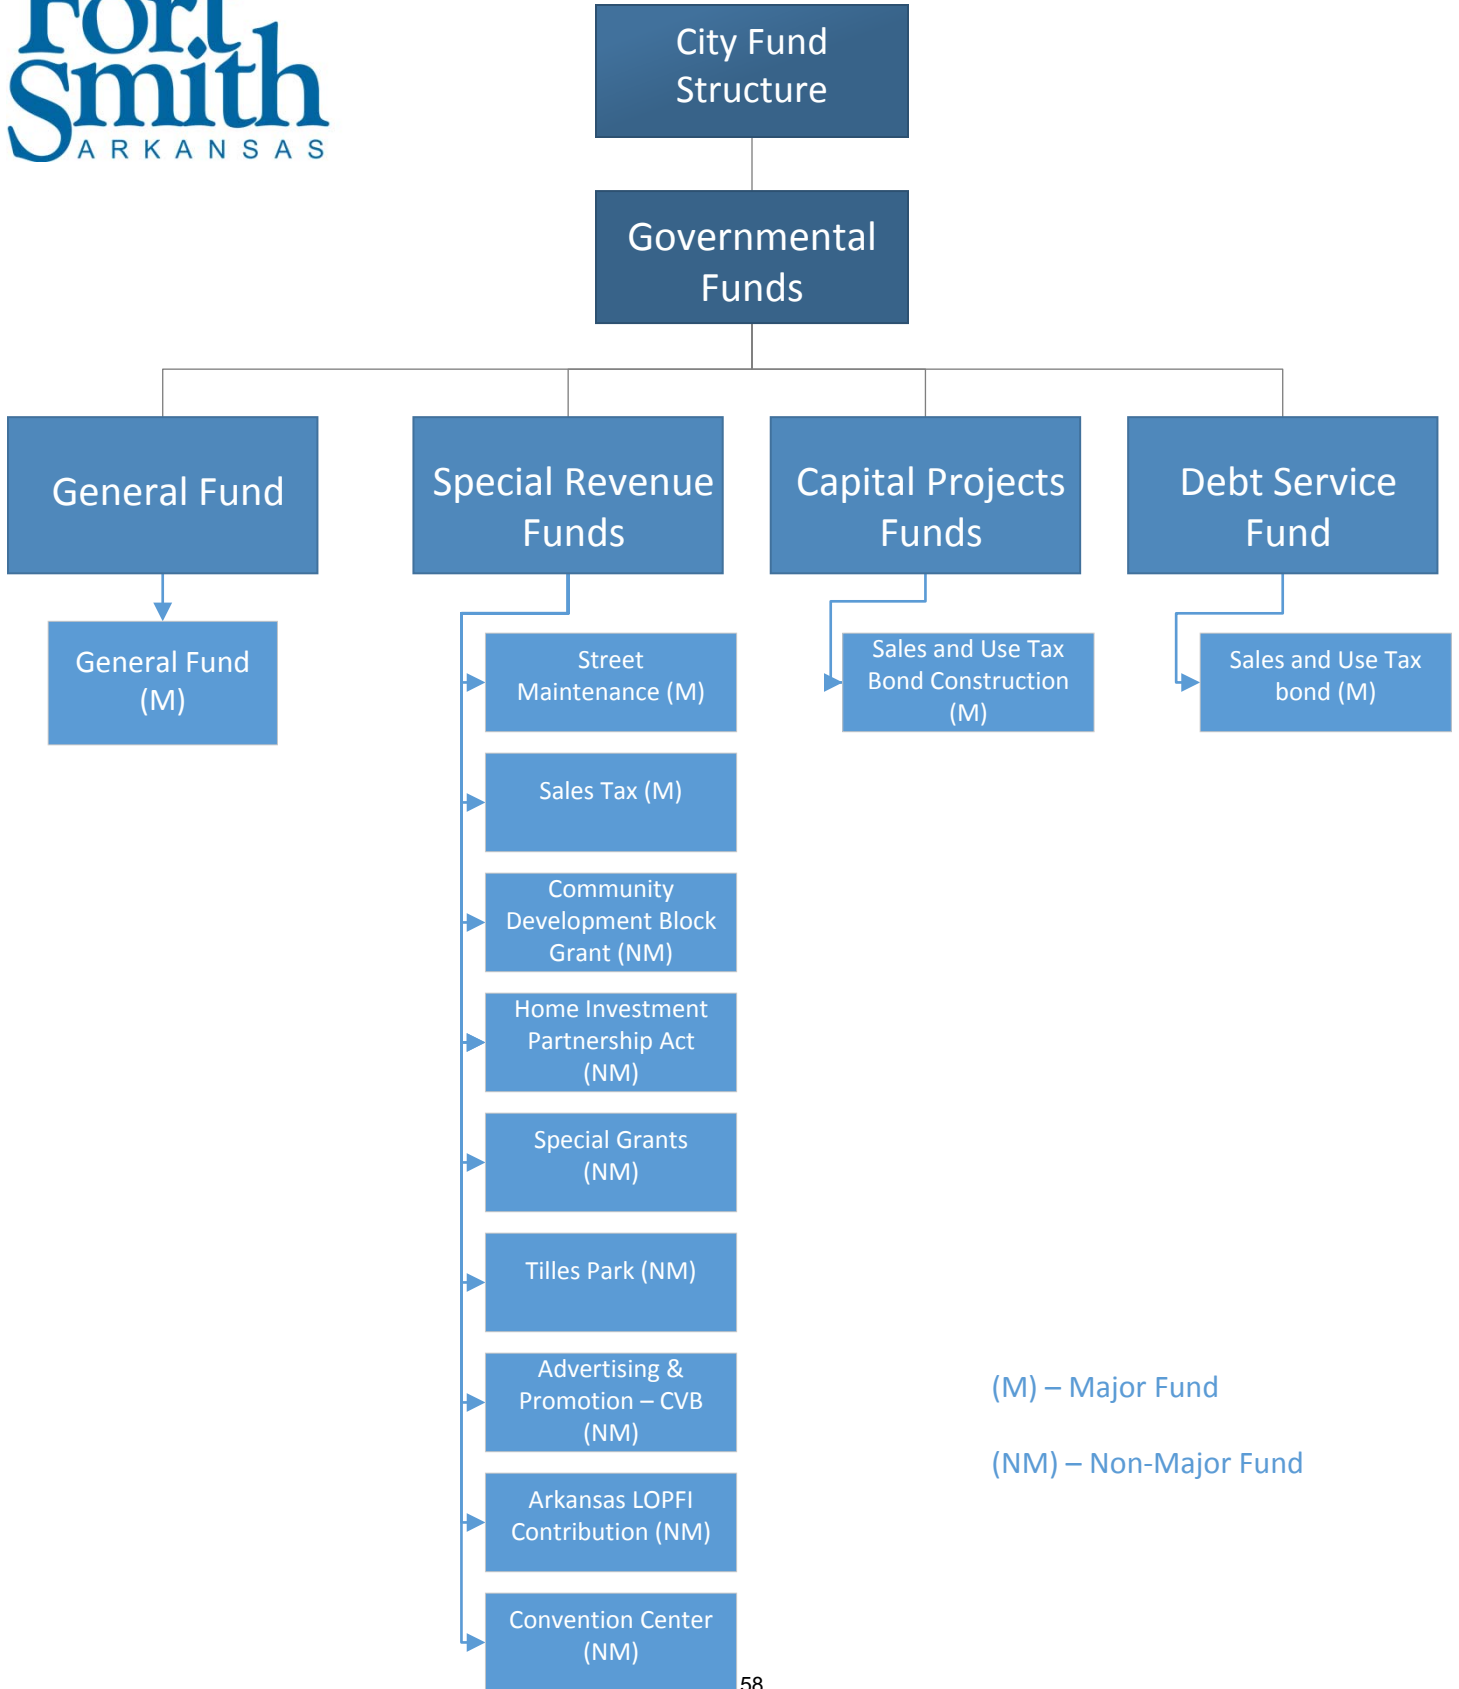 Fort
Smith
ARKANSAS
City Fund
Structure
Governmental
Funds
General Fund
Special Revenue
Funds
Capital Projects
Funds
Debt Service
Fund
General Fund
(M)
Street
Maintenance (M)
Sales Tax (M)
Community
Development Block
Grant (NM)
Home Investment
Partnership Act
(NM)
Special Grants
(NM)
Tilles Park (NM)
Advertising &
Promotion – CVB
(NM)
Arkansas LOPFI
Contribution (NM)
Convention Center
(NM)
Sales and Use Tax
Bond Construction
(M)
Sales and Use Tax
bond (M)
(M) – Major Fund
(NM) – Non-Major Fund
58